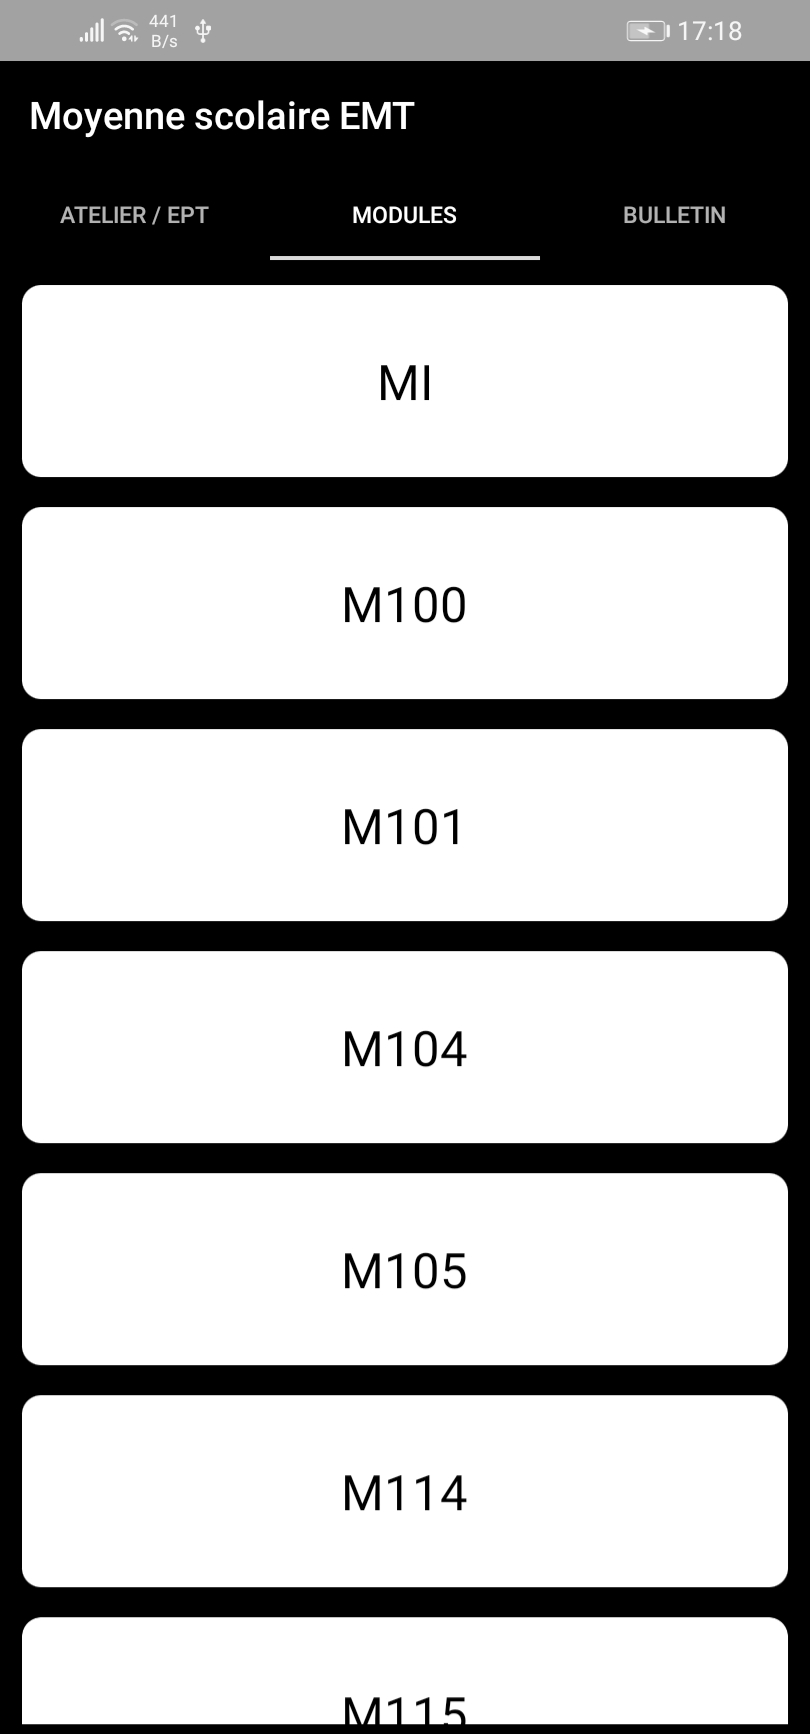 441
B/s
17:18
Moyenne scolaire EMT
ATELIER / EPT MODULES BULLETIN
MI
M100
M101
M104
M105
M114
M115